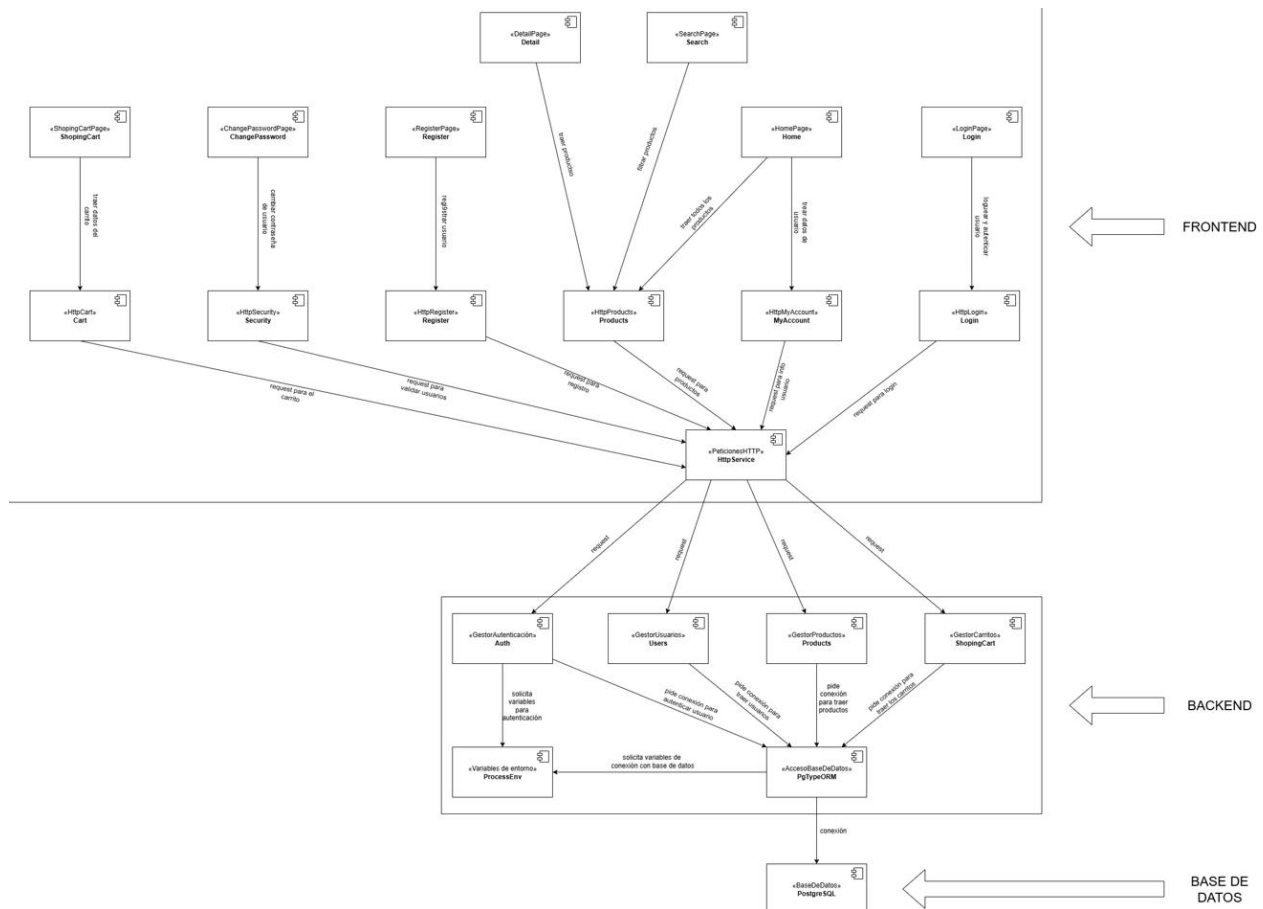 «DetailPage»
Detail
«SearchPage»
Search
«ShopingCartPage»
ShopingCart
«ChangePasswordPage»
ChangePassword
«RegisterPage»
Register
«HomePage»
Home
«LoginPage»
Login
traer datos del
carrito
cambiar contraseña
de usuario
reg9strar usuario
traer productso
filtrar productos
traer todos los
productos
trear datos de
usuario
loguear y autenticar
usuario
FRONTEND
«HttpCart»
Cart
«HttpSecurity»
Security
«HttpRegister»
Register
«HttpProducts»
Products
«HttpMyAccount»
MyAccount
«HttpLogin»
Login
request para el
carrito
request para
validar usuarios
request para
registro
request para
productos
request para info
usuario
request para login
«PeticionesHTTP»
HttpService
request
request
request
request
«GestorAutenticación»
Auth
«GestorUsuarios»
Users
«GestorProductos»
Products
«GestorCarritos»
ShopingCart
solicita
variables
para
autenticación
pide conexión para
autenticar usuario
pide conexión para
traer usuarios
pide
conexión
para traer
productos
pide conexión para
traer los carritos
BACKEND
«Variables de entorno»
ProcessEnv
solicita variables de
conexión con base de datos
«AccesoBaseDeDatos»
PgTypeORM
conexión
«BaseDeDatos»
PostgreSQL
BASE DE
DATOS